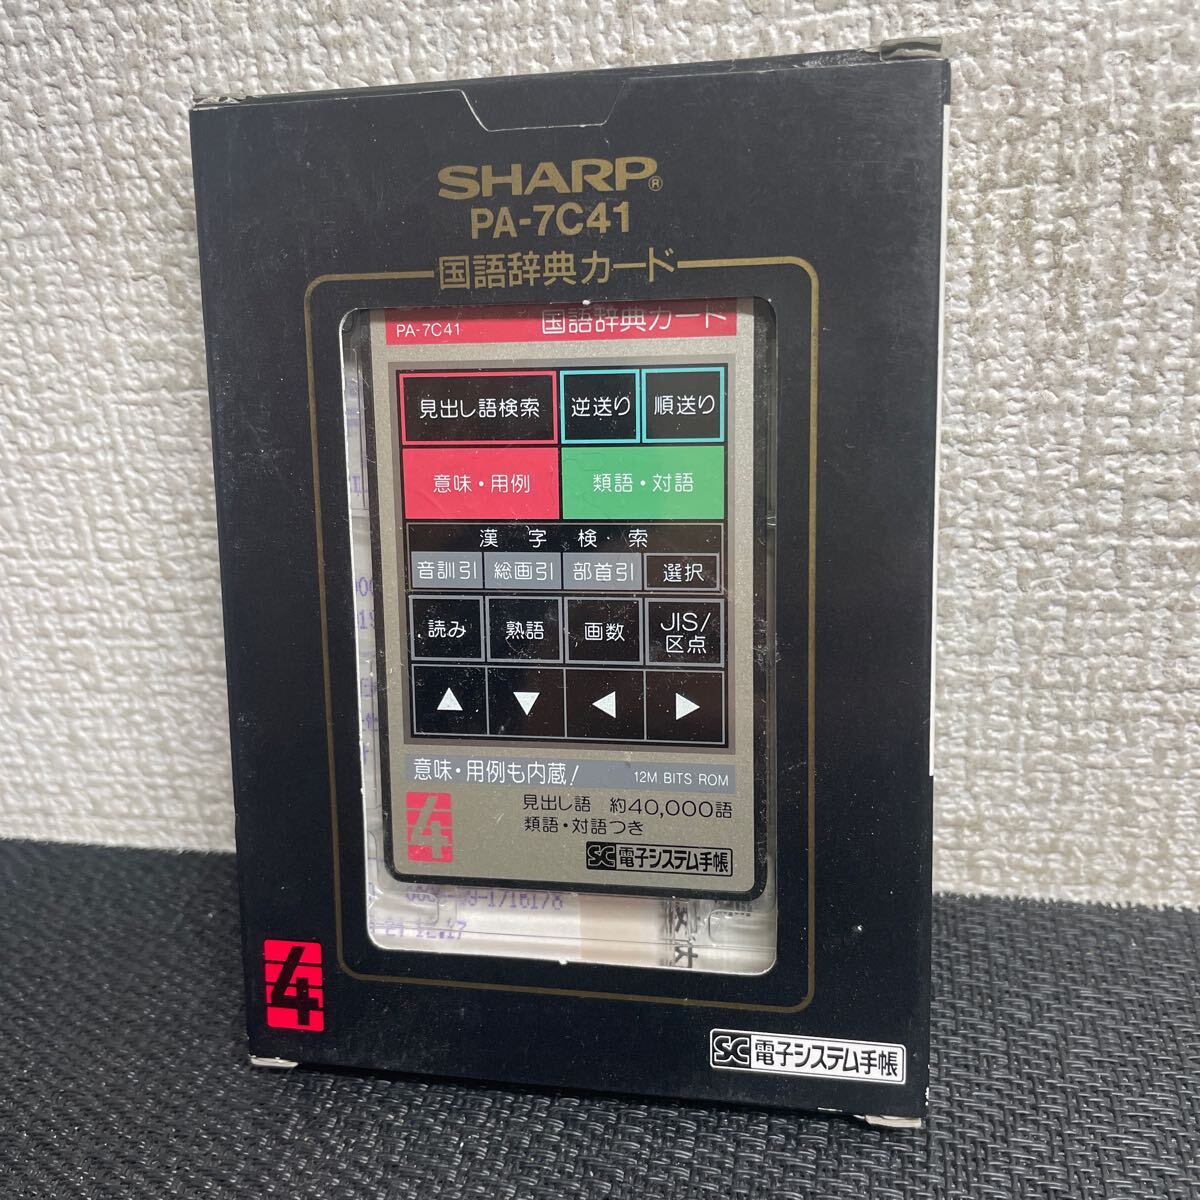 SHARP®
PA-7C41
国語辞典カード
PA-7C41 国語辞典カード
見出し語検索 逆送り 順送り
意味・用例 類語・対語
漢字検索
音訓引 総画引 部首引 選択
読み 熟語 画数 JIS/区点
▲ ▼ ◀ ▶
意味・用例も内蔵! 12M BITS ROM
4 見出し語 約40,000語
類語・対語つき
SC 電子システム手帳
12.17
4
SC 電子システム手帳